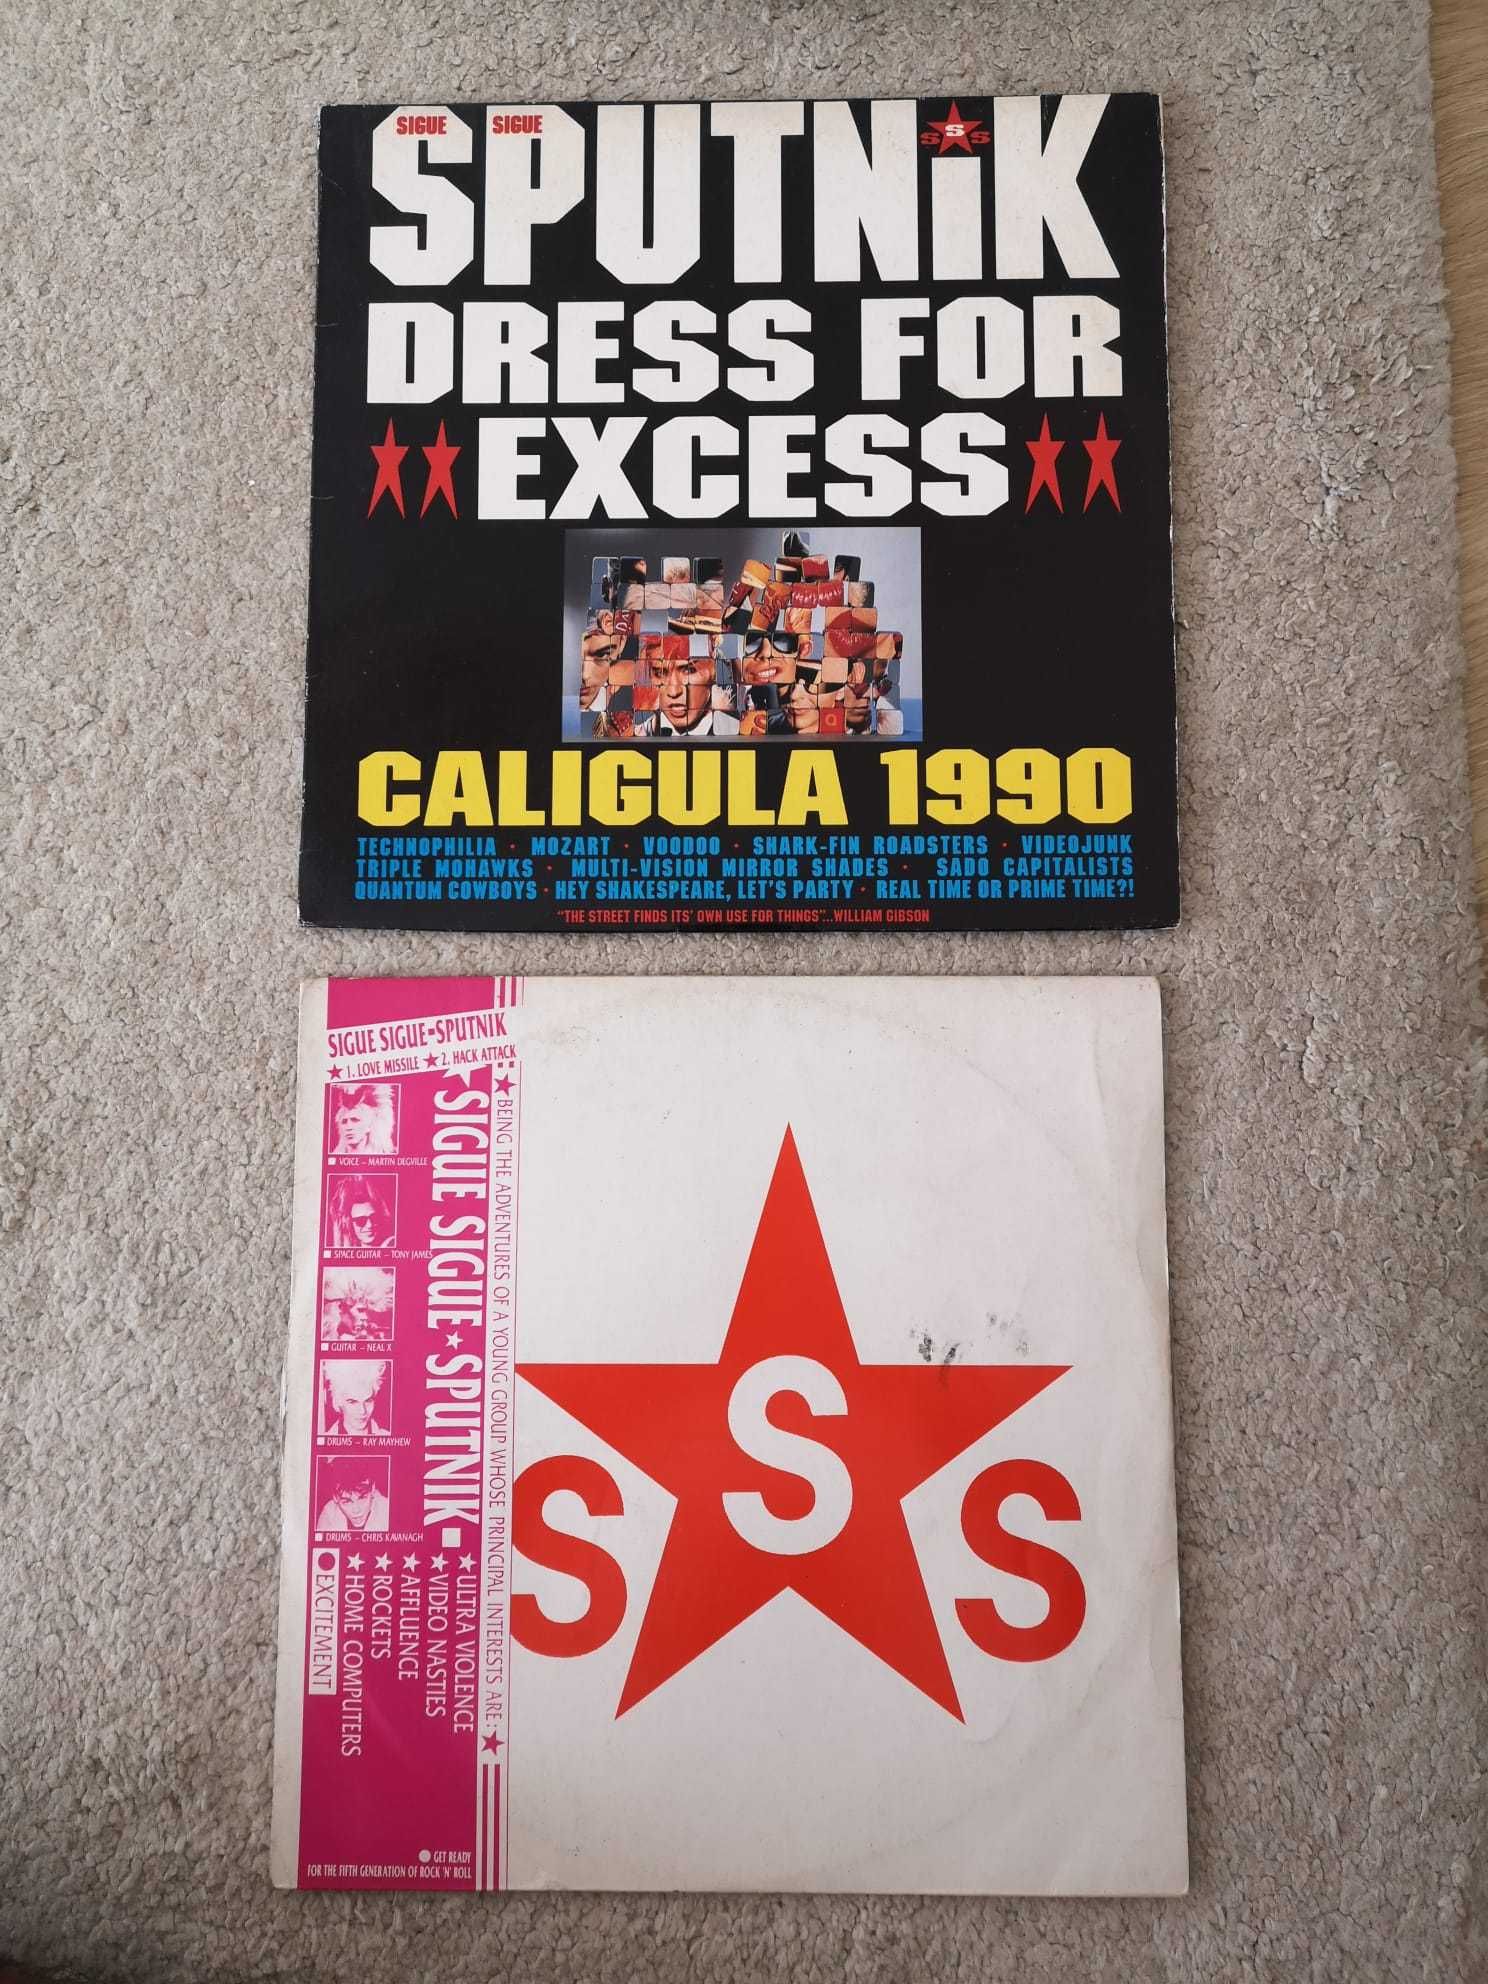 SIGUE SIGUE
SPUTNiK
S S S
DRESS FOR
EXCESS
CALIGULA 1990
TECHNOPHILIA · MOZART · VOODOO · SHARK-FIN ROADSTERS · VIDEOJUNK
TRIPLE MOHAWKS · MULTI-VISION MIRROR SHADES · SADO CAPITALISTS
QUANTUM COWBOYS · HEY SHAKESPEARE, LET'S PARTY · REAL TIME OR PRIME TIME?!
"THE STREET FINDS ITS' OWN USE FOR THINGS"...WILLIAM GIBSON
SIGUE SIGUE-SPUTNIK
★ 1. LOVE MISSILE ★ 2. HACK ATTACK
■ VOICE – MARTIN DEGVILLE
■ SPACE GUITAR – TONY JAMES
■ GUITAR – NEAL X
■ DRUMS – RAY MAYHEW
■ DRUMS – CHRIS KAVANAGH
★ SIGUE SIGUE ★ SPUTNIK ■
★ BEING THE ADVENTURES OF A YOUNG GROUP WHOSE PRINCIPAL INTERESTS ARE: ★
★ ULTRA VIOLENCE
★ VIDEO NASTIES
★ AFFLUENCE
★ ROCKETS
★ HOME COMPUTERS
● EXCITEMENT
● GET READY
FOR THE FIFTH GENERATION OF ROCK 'N' ROLL
S S S